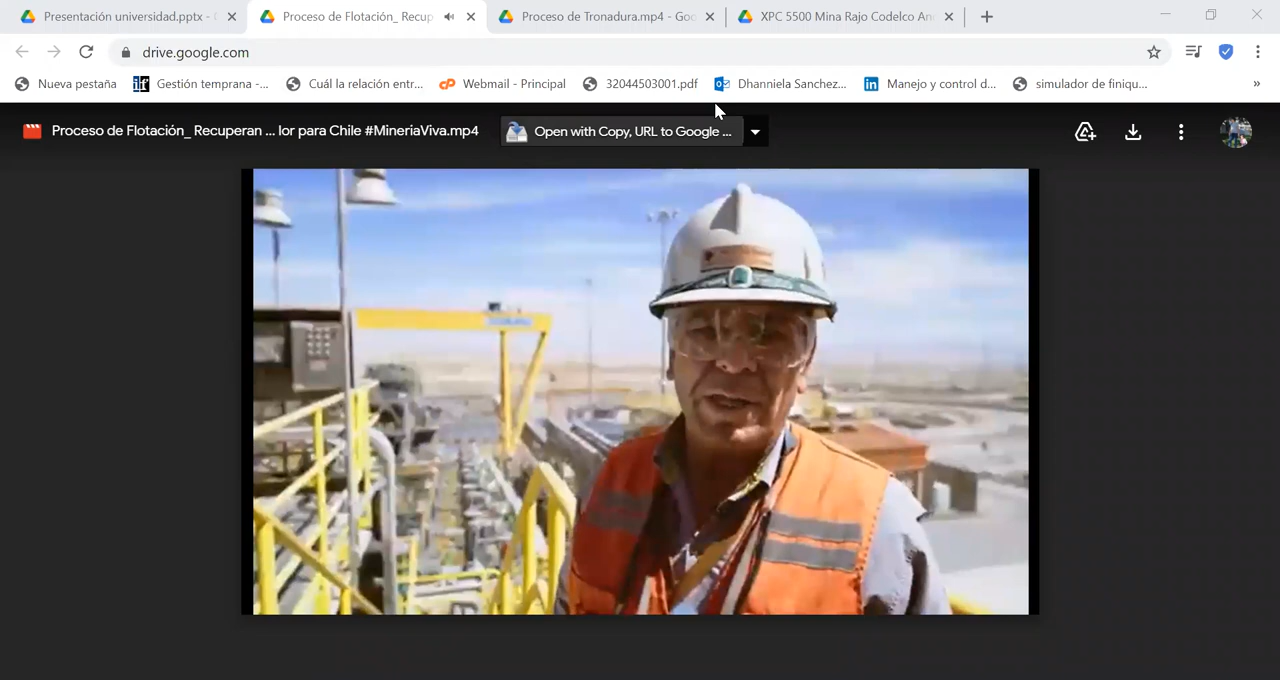 Presentación universidad.pptx -
Proceso de Flotación_ Recup
Proceso de Tronadura.mp4 - Goo
XPC 5500 Mina Rajo Codelco An
drive.google.com
Nueva pestaña
Gestión temprana -...
Cuál la relación entr...
Webmail - Principal
32044503001.pdf
Dhanniela Sanchez...
Manejo y control d...
simulador de finiqu...
»
Proceso de Flotación_ Recuperan ... lor para Chile #MineriaViva.mp4
Open with Copy, URL to Google ...